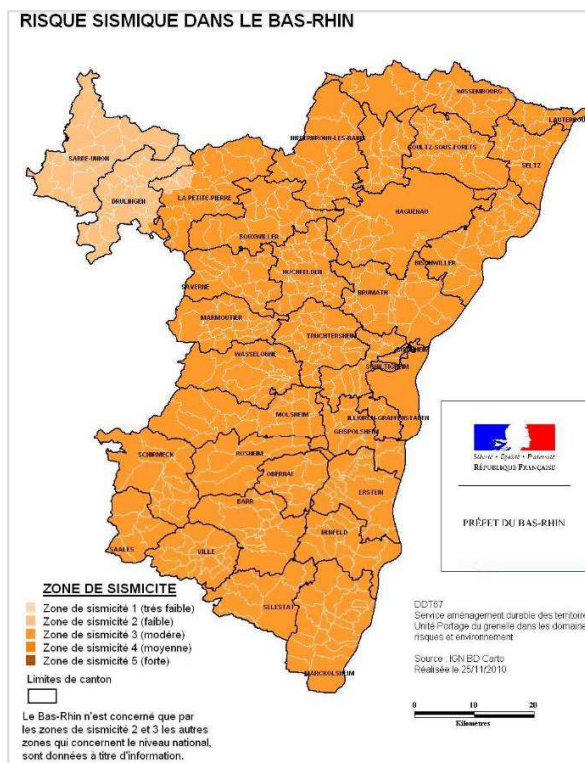 RISQUE SISMIQUE DANS LE BAS-RHIN
WISSEMBOURG
LAUTERBOURG
NIEDERBRONN-LES-BAINS
SOULTZ-SOUS-FORETS
SARRE-UNION
SELTZ
DRULINGEN
LA PETITE-PIERRE
HAGUENAU
BOUXWILLER
BISCHWILLER
HOCHFELDEN
SAVERNE
BRUMATH
MARMOUTIER
TRUCHTERSHEIM
WASSELONNE
MOLSHEIM
ILLKIRCH-GRAFFENSTADEN
GEISPOLSHEIM
SCHIRMECK
ROSHEIM
OBERNAI
ERSTEIN
BARR
BENFELD
SAALES
VILLE
SELESTAT
MARCKOLSHEIM
Liberté • Égalité • Fraternité
RÉPUBLIQUE FRANÇAISE
PRÉFET DU BAS-RHIN
ZONE DE SISMICITE
Zone de sismicité 1 (très faible)
Zone de sismicité 2 (faible)
Zone de sismicité 3 (modéré)
Zone de sismicité 4 (moyenne)
Zone de sismicité 5 (forte)
Limites de canton
Le Bas-Rhin n'est concerné que par
les zones de sismicité 2 et 3 les autres
zones qui concernent le niveau national,
sont données à titre d'information.
DDT67
Service aménagement durable des territoire
Unité Portage du grenelle dans les domaine
risques et environnement
Source : IGN BD Carto
Réalisée le 25/11/2010
0 10 20
Kilometres